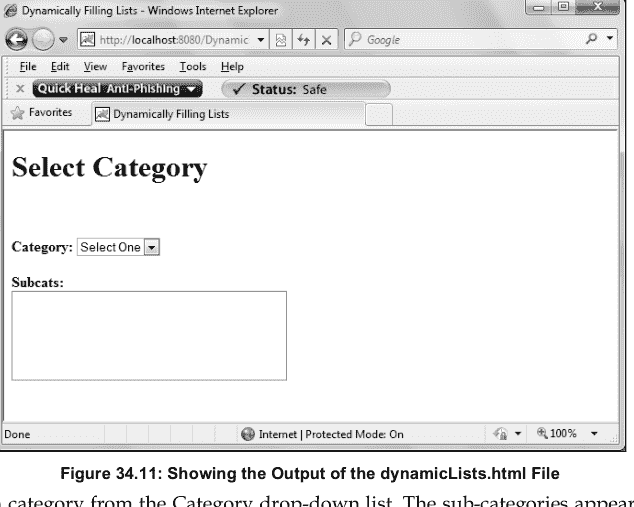 Dynamically Filling Lists - Windows Internet Explorer
http://localhost:8080/Dynamic
Google
File Edit View Favorites Tools Help
x Quick Heal Anti-Phishing Status: Safe
Favorites Dynamically Filling Lists
Select Category
Category: Select One
Subcats:
Done Internet | Protected Mode: On 100%
Figure 34.11: Showing the Output of the dynamicLists.html File
category from the Category drop-down list. The sub-categories appear